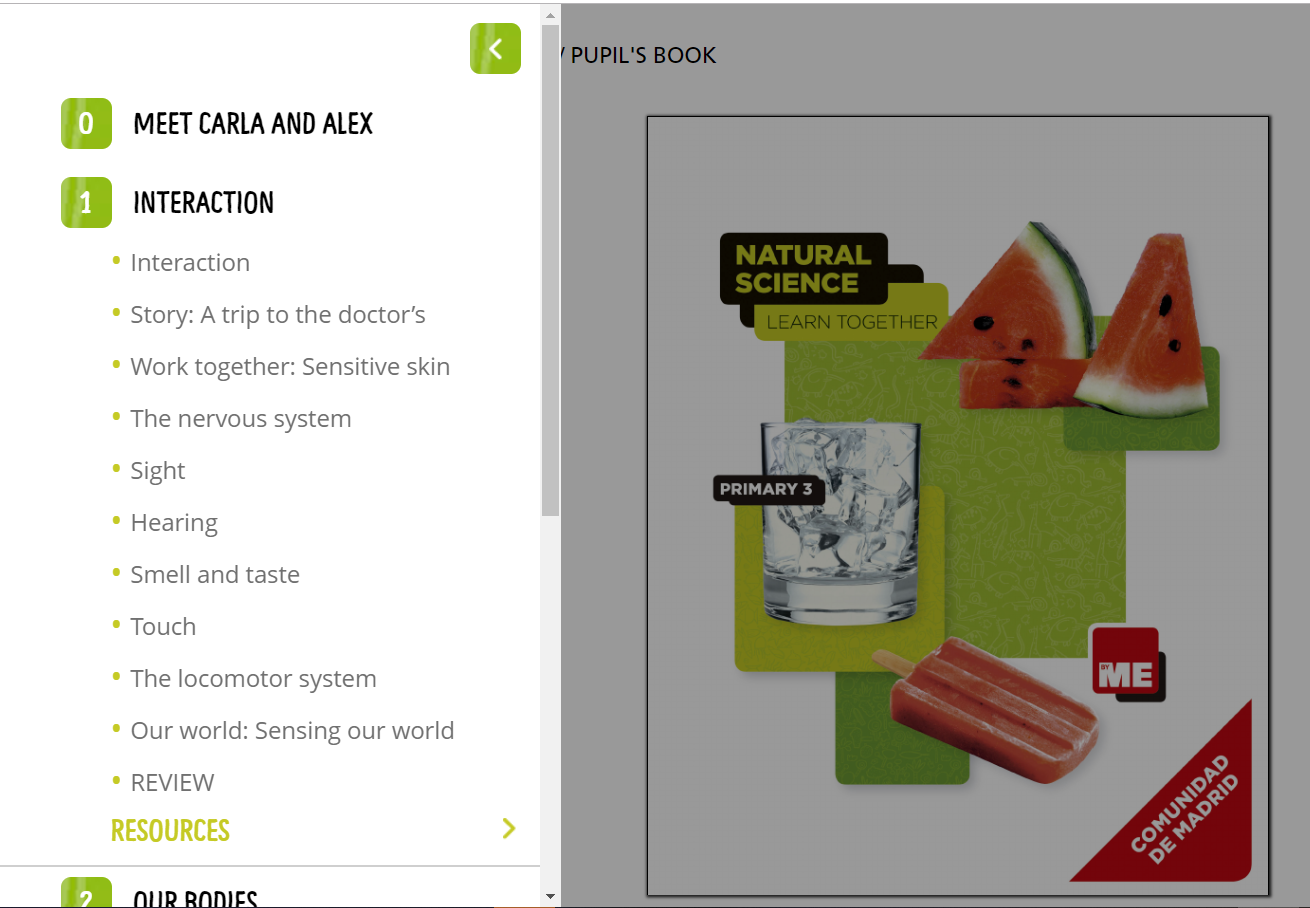 / PUPIL'S BOOK
0 MEET CARLA AND ALEX
1 INTERACTION
• Interaction
• Story: A trip to the doctor’s
• Work together: Sensitive skin
• The nervous system
• Sight
• Hearing
• Smell and taste
• Touch
• The locomotor system
• Our world: Sensing our world
• REVIEW
RESOURCES
2 OUR BODIES
NATURAL
SCIENCE
LEARN TOGETHER
PRIMARY 3
BY
ME
COMUNIDAD
DE MADRID